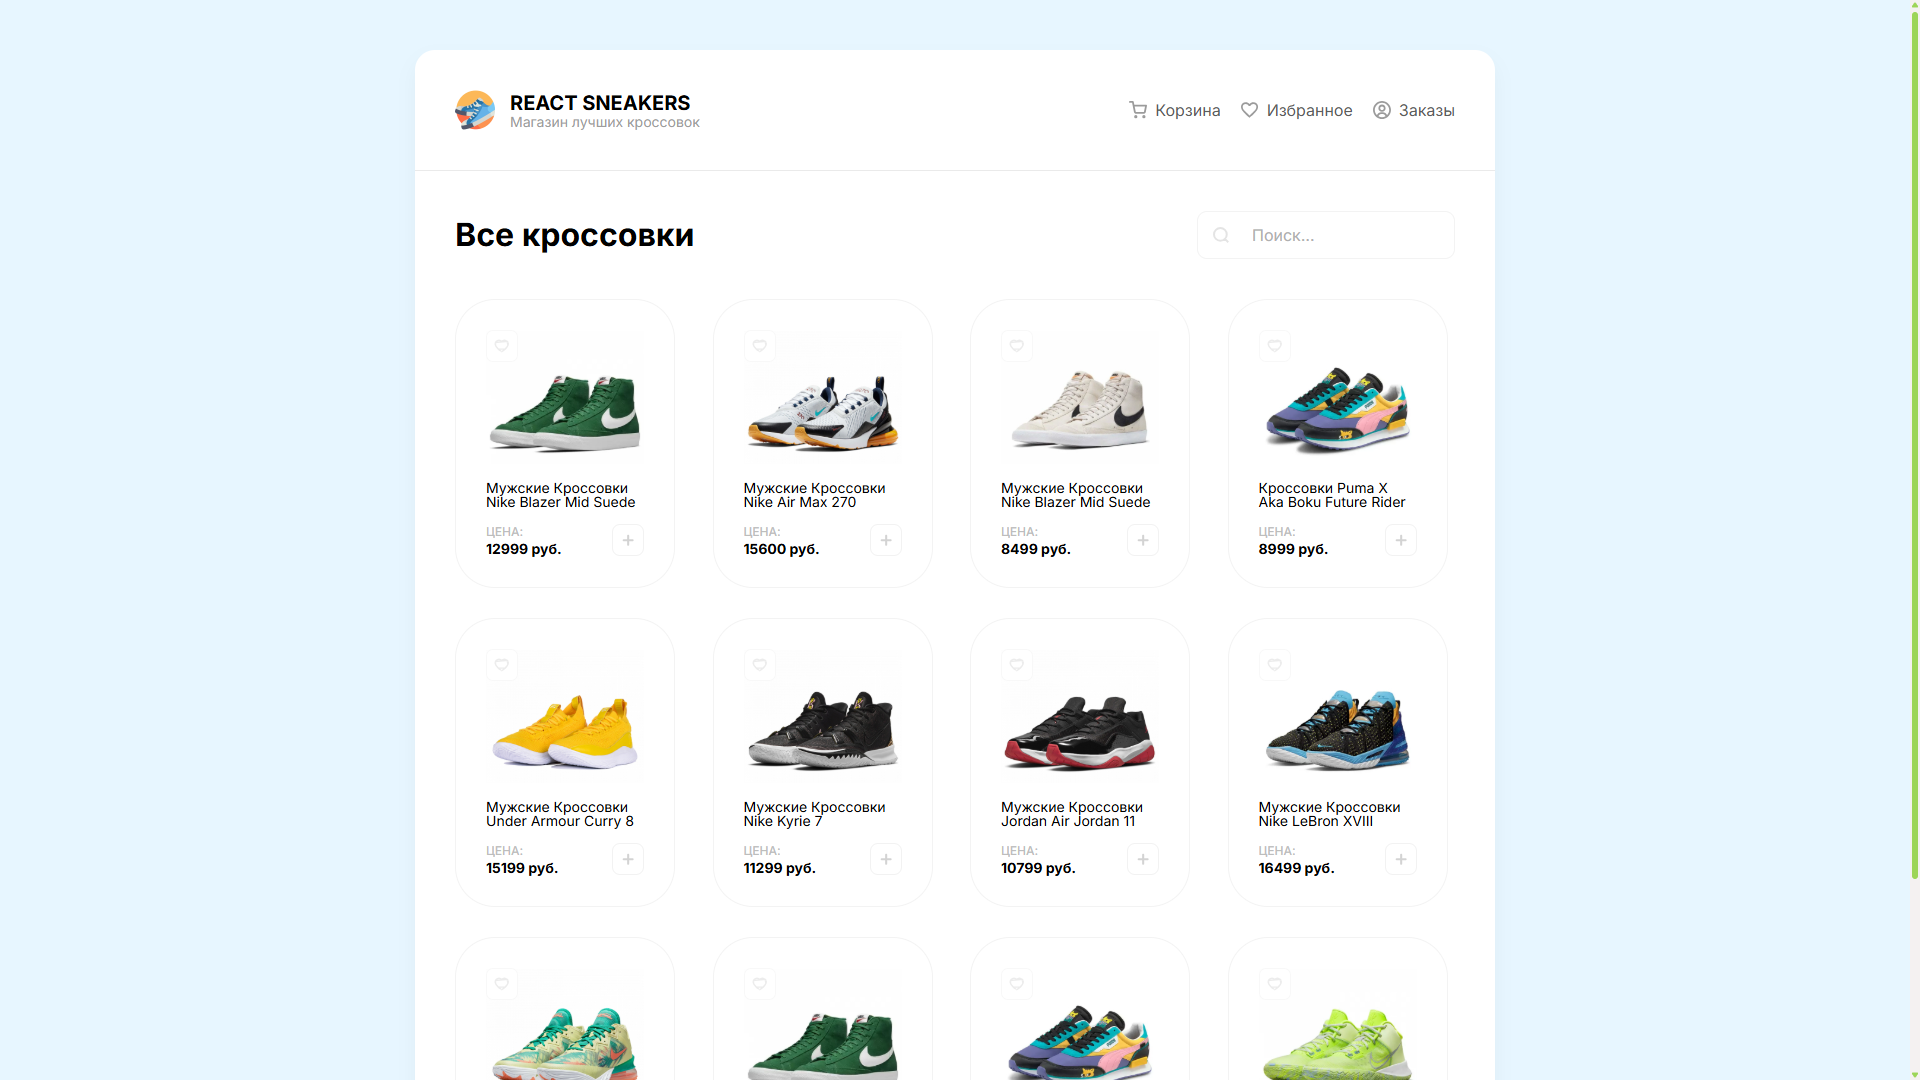 REACT SNEAKERS
Магазин лучших кроссовок
Корзина
Избранное
Заказы
Все кроссовки
Поиск...
Мужские Кроссовки
Nike Blazer Mid Suede
ЦЕНА:
12999 руб.
Мужские Кроссовки
Nike Air Max 270
ЦЕНА:
15600 руб.
Мужские Кроссовки
Nike Blazer Mid Suede
ЦЕНА:
8499 руб.
Кроссовки Puma X
Aka Boku Future Rider
ЦЕНА:
8999 руб.
Мужские Кроссовки
Under Armour Curry 8
ЦЕНА:
15199 руб.
Мужские Кроссовки
Nike Kyrie 7
ЦЕНА:
11299 руб.
Мужские Кроссовки
Jordan Air Jordan 11
ЦЕНА:
10799 руб.
Мужские Кроссовки
Nike LeBron XVIII
ЦЕНА:
16499 руб.